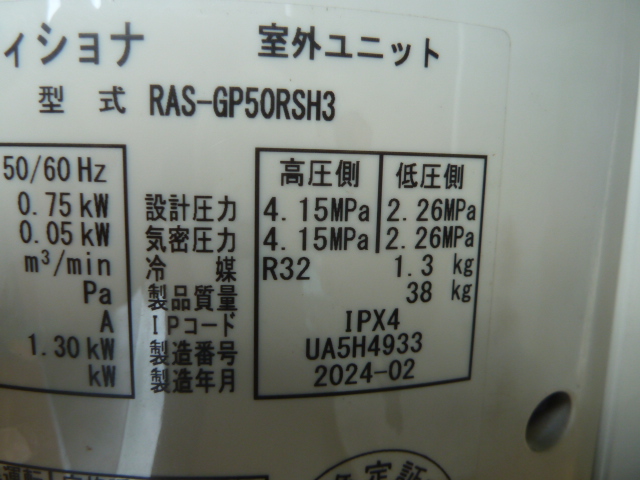 ィショナ 室外ユニット
型式 RAS-GP50RSH3
50/60 Hz 高圧側 低圧側
0.75 kW 設計圧力 4.15MPa 2.26MPa
0.05 kW 気密圧力 4.15MPa 2.26MPa
m³/min 冷媒 R32 1.3 kg
Pa 製品質量 38 kg
A IPコード IPX4
1.30 kW 製造番号 UA5H4933
kW 製造年月 2024-02